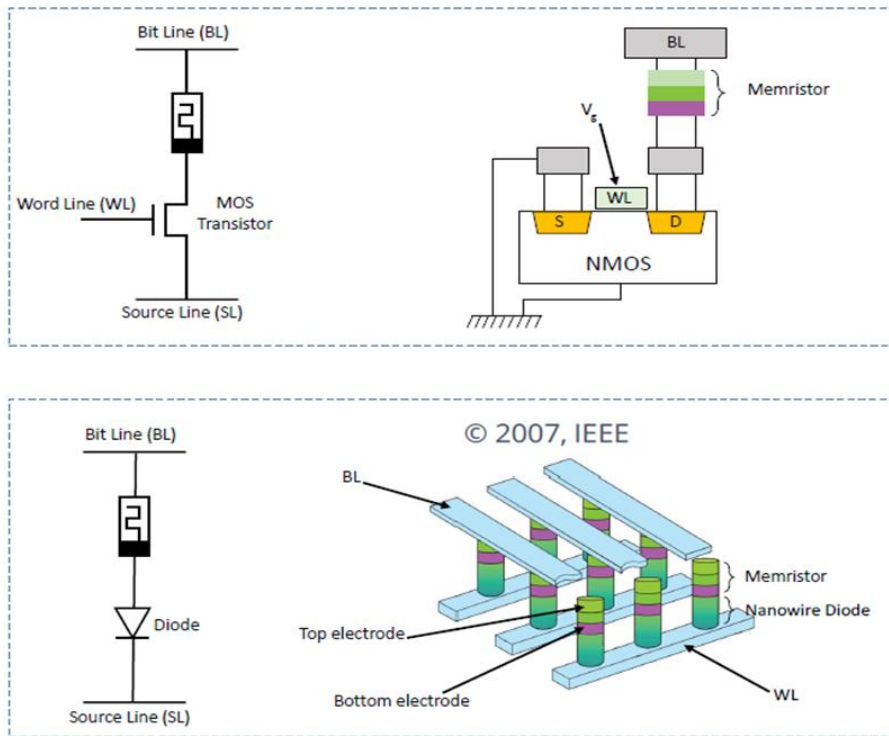 Bit Line (BL)
Word Line (WL)
MOS
Transistor
Source Line (SL)
BL
Memristor
Vg
WL
S
D
NMOS
© 2007, IEEE
Bit Line (BL)
Diode
Source Line (SL)
BL
Memristor
Nanowire Diode
Top electrode
Bottom electrode
WL